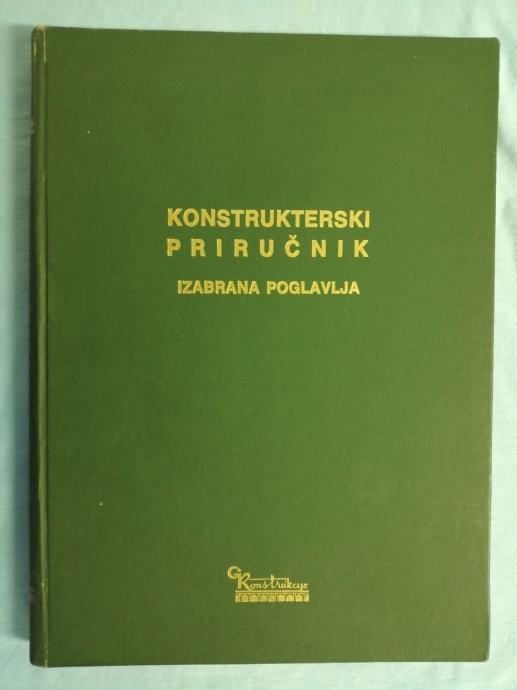 KONSTRUKTERSKI
PRIRUČNIK
IZABRANA POGLAVLJA
Konstrukcije